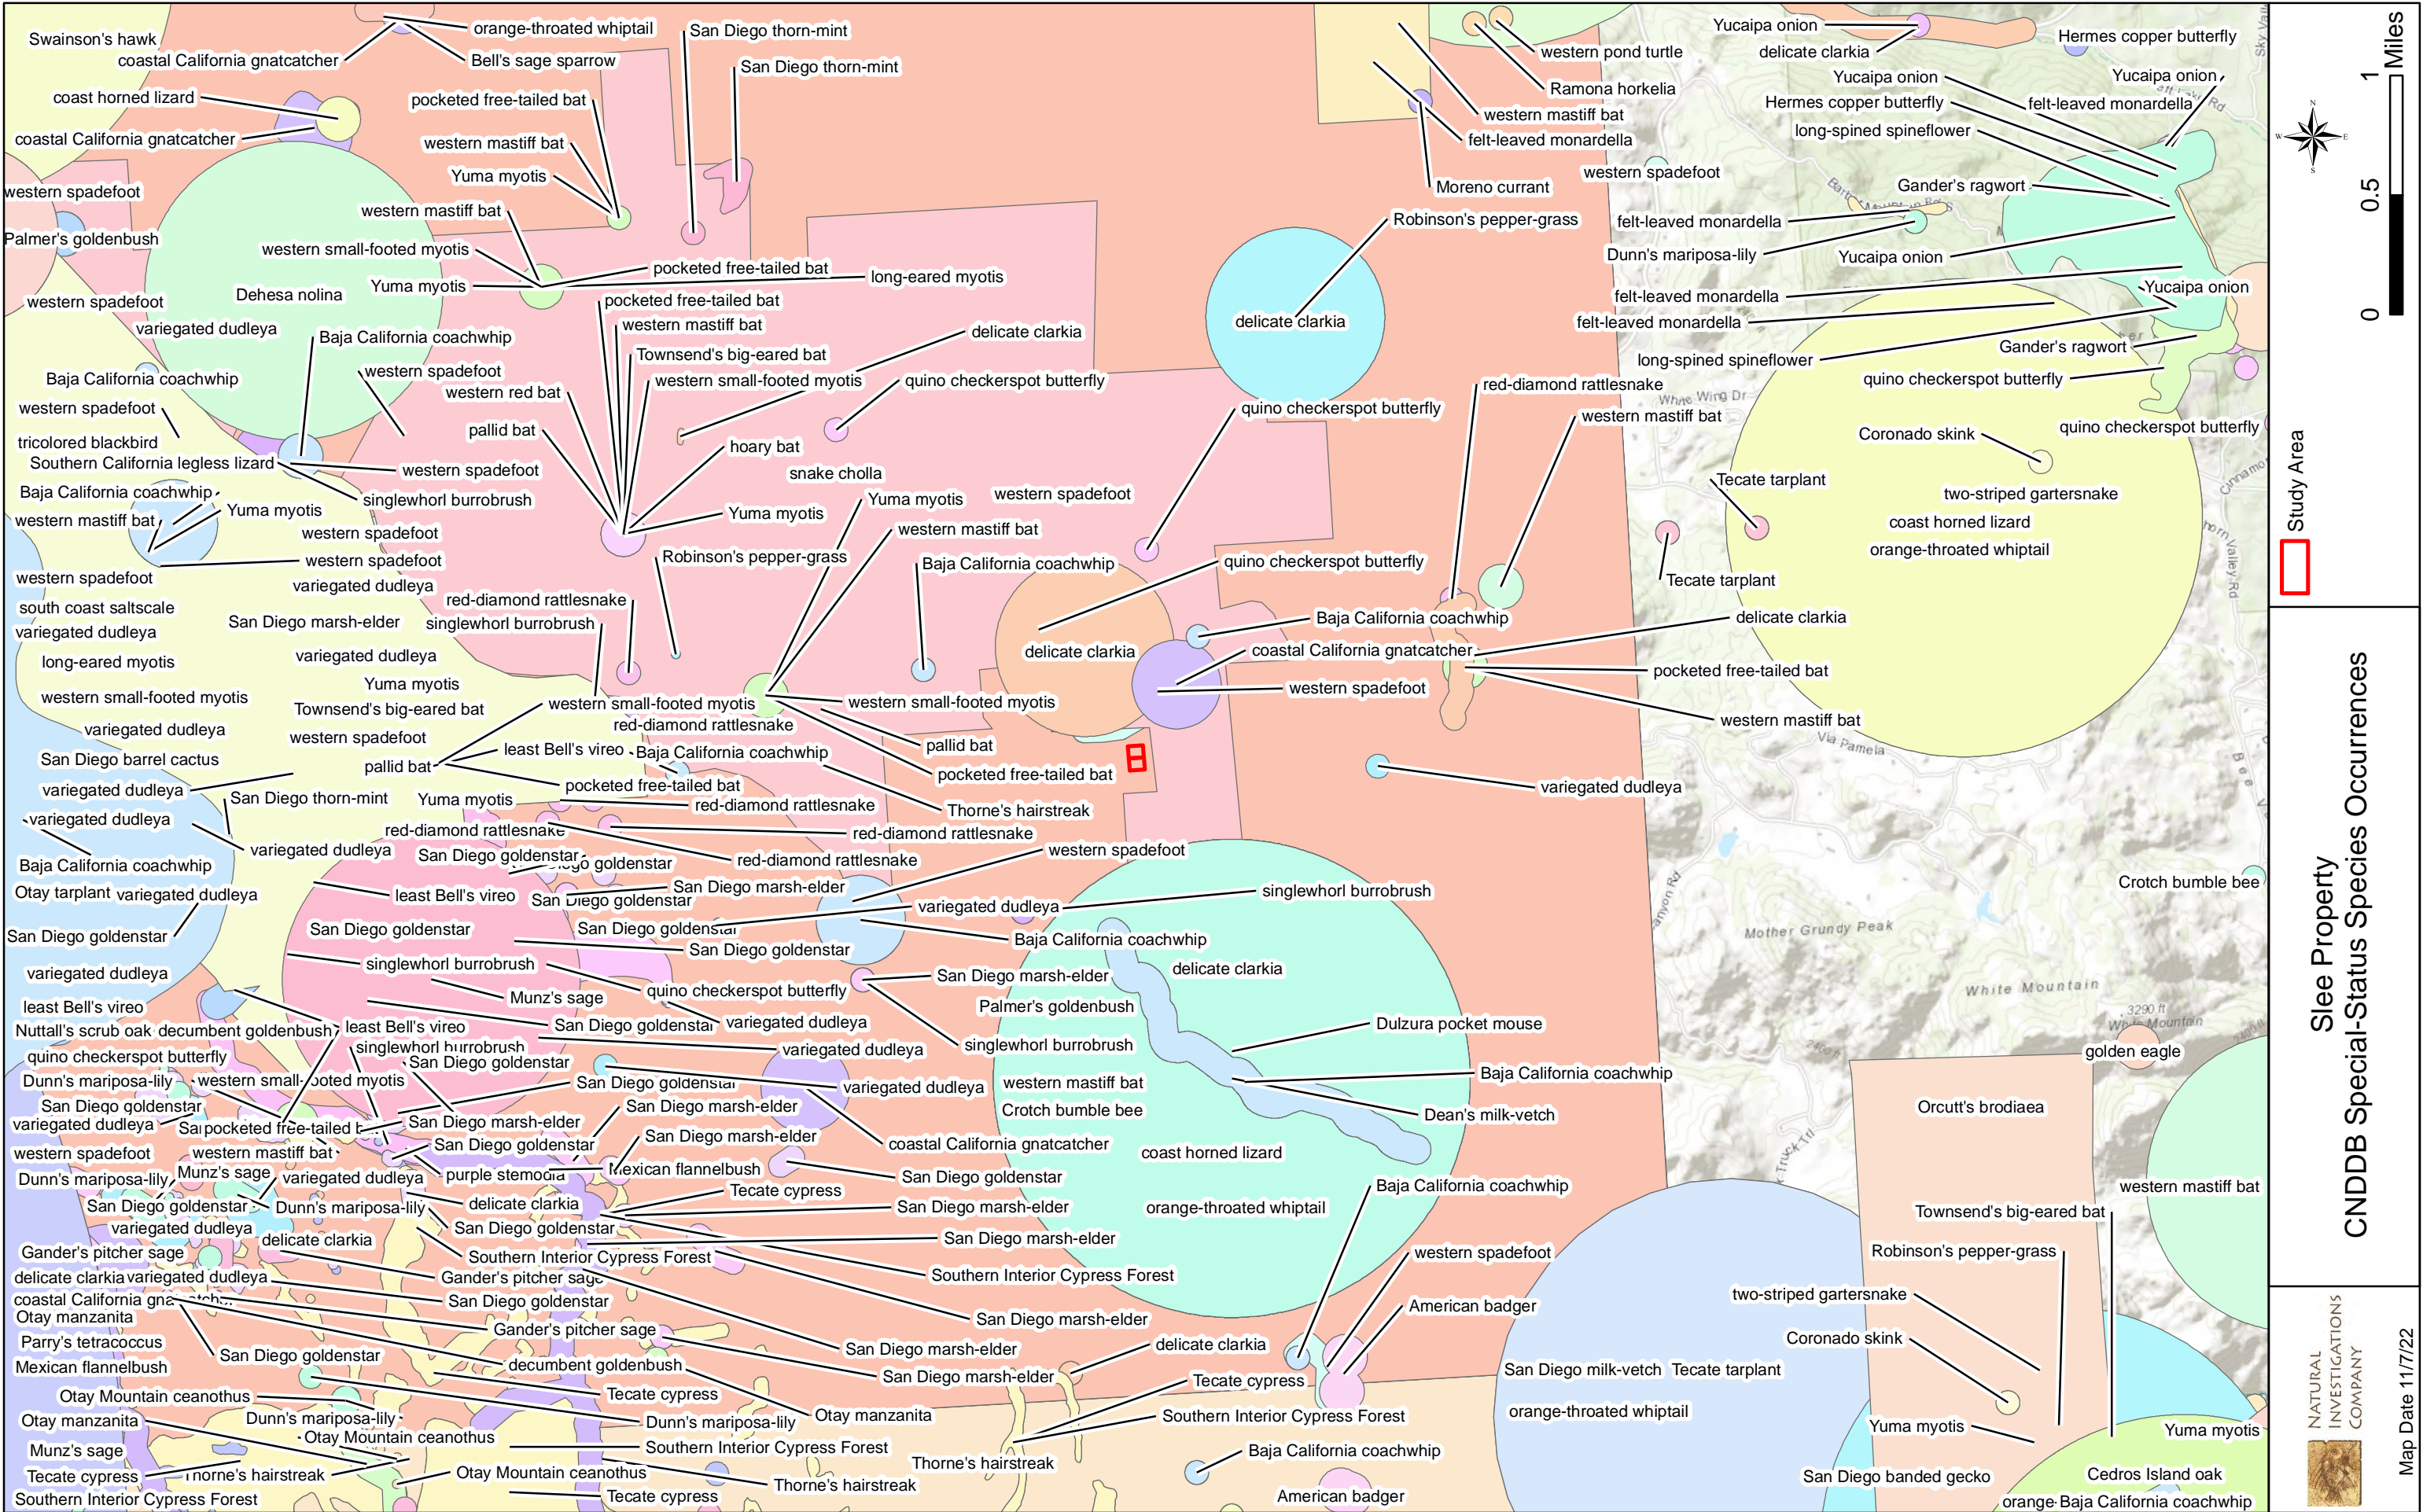 Swainson's hawk
orange-throated whiptail
coastal California gnatcatcher
Bell's sage sparrow
San Diego thorn-mint
San Diego thorn-mint
coast horned lizard
pocketed free-tailed bat
coastal California gnatcatcher
western mastiff bat
Yuma myotis
western spadefoot
western mastiff bat
Palmer's goldenbush
western small-footed myotis
pocketed free-tailed bat
long-eared myotis
Yuma myotis
Dehesa nolina
western spadefoot
pocketed free-tailed bat
variegated dudleya
western mastiff bat
Baja California coachwhip
delicate clarkia
Townsend's big-eared bat
western spadefoot
western small-footed myotis
quino checkerspot butterfly
Baja California coachwhip
western red bat
western spadefoot
pallid bat
tricolored blackbird
hoary bat
Southern California legless lizard
western spadefoot
snake cholla
Baja California coachwhip
singlewhorl burrobrush
Yuma myotis
western spadefoot
western mastiff bat
Yuma myotis
Yuma myotis
western spadefoot
western mastiff bat
western spadefoot
Robinson's pepper-grass
Baja California coachwhip
western spadefoot
variegated dudleya
south coast saltscale
red-diamond rattlesnake
variegated dudleya
San Diego marsh-elder
singlewhorl burrobrush
long-eared myotis
variegated dudleya
Yuma myotis
western small-footed myotis
Townsend's big-eared bat
western small-footed myotis
western small-footed myotis
variegated dudleya
western spadefoot
red-diamond rattlesnake
San Diego barrel cactus
pallid bat
least Bell's vireo
Baja California coachwhip
pallid bat
pocketed free-tailed bat
pocketed free-tailed bat
variegated dudleya
San Diego thorn-mint
Yuma myotis
red-diamond rattlesnake
Thorne's hairstreak
variegated dudleya
red-diamond rattlesnake
red-diamond rattlesnake
variegated dudleya
San Diego goldenstar
goldenstar
red-diamond rattlesnake
western spadefoot
Baja California coachwhip
Otay tarplant
variegated dudleya
least Bell's vireo
San Diego goldenstar
San Diego marsh-elder
variegated dudleya
singlewhorl burrobrush
San Diego goldenstar
San Diego goldenstar
San Diego goldenstar
San Diego goldenstar
Baja California coachwhip
variegated dudleya
singlewhorl burrobrush
quino checkerspot butterfly
San Diego marsh-elder
delicate clarkia
least Bell's vireo
Munz's sage
Palmer's goldenbush
Nuttall's scrub oak
decumbent goldenbush
least Bell's vireo
San Diego goldenstar
variegated dudleya
Dulzura pocket mouse
quino checkerspot butterfly
singlewhorl burrobrush
San Diego goldenstar
variegated dudleya
singlewhorl burrobrush
Dunn's mariposa-lily
western small-footed myotis
San Diego goldenstar
variegated dudleya
western mastiff bat
Baja California coachwhip
San Diego goldenstar
San Diego marsh-elder
Crotch bumble bee
Dean's milk-vetch
variegated dudleya
pocketed free-tailed
San Diego marsh-elder
San Diego marsh-elder
coastal California gnatcatcher
western spadefoot
western mastiff bat
San Diego goldenstar
coast horned lizard
Dunn's mariposa-lily
Munz's sage
variegated dudleya
purple stemodia
Mexican flannelbush
San Diego goldenstar
Tecate cypress
Baja California coachwhip
San Diego goldenstar
Dunn's mariposa-lily
delicate clarkia
San Diego marsh-elder
orange-throated whiptail
variegated dudleya
delicate clarkia
San Diego goldenstar
San Diego marsh-elder
Gander's pitcher sage
Southern Interior Cypress Forest
western spadefoot
delicate clarkia
variegated dudleya
Gander's pitcher sage
Southern Interior Cypress Forest
coastal California gnatcatcher
San Diego goldenstar
American badger
Otay manzanita
Gander's pitcher sage
San Diego marsh-elder
Parry's tetracoccus
San Diego goldenstar
San Diego marsh-elder
delicate clarkia
Mexican flannelbush
decumbent goldenbush
San Diego marsh-elder
Tecate cypress
Otay Mountain ceanothus
Tecate cypress
Otay manzanita
Dunn's mariposa-lily
Dunn's mariposa-lily
Otay manzanita
Southern Interior Cypress Forest
Munz's sage
Otay Mountain ceanothus
Southern Interior Cypress Forest
Baja California coachwhip
Tecate cypress
Thorne's hairstreak
Otay Mountain ceanothus
Thorne's hairstreak
Thorne's hairstreak
Southern Interior Cypress Forest
Tecate cypress
American badger
western pond turtle
Ramona horkelia
western mastiff bat
felt-leaved monardella
Moreno currant
Robinson's pepper-grass
delicate clarkia
quino checkerspot butterfly
red-diamond rattlesnake
western mastiff bat
quino checkerspot butterfly
Baja California coachwhip
delicate clarkia
coastal California gnatcatcher
western spadefoot
delicate clarkia
pocketed free-tailed bat
western mastiff bat
variegated dudleya
Yucaipa onion
delicate clarkia
Hermes copper butterfly
Yucaipa onion
Yucaipa onion
Hermes copper butterfly
felt-leaved monardella
long-spined spineflower
western spadefoot
Gander's ragwort
felt-leaved monardella
Dunn's mariposa-lily
Yucaipa onion
felt-leaved monardella
Yucaipa onion
felt-leaved monardella
long-spined spineflower
Gander's ragwort
quino checkerspot butterfly
White Wing Dr
Coronado skink
quino checkerspot butterfly
Tecate tarplant
two-striped gartersnake
coast horned lizard
orange-throated whiptail
Tecate tarplant
Via Pamela
Crotch bumble bee
Mother Grundy Peak
White Mountain
3290 ft
White Mountain
2400 ft
golden eagle
Orcutt's brodiaea
western mastiff bat
Townsend's big-eared bat
Robinson's pepper-grass
two-striped gartersnake
Coronado skink
San Diego milk-vetch
Tecate tarplant
orange-throated whiptail
Yuma myotis
Yuma myotis
San Diego banded gecko
Cedros Island oak
orange-
Baja California coachwhip
N
W
E
S
0
0.5
1
Miles
Study Area
Slee Property
CNDDB Special-Status Species Occurrences
NATURAL
INVESTIGATIONS
COMPANY
Map Date 11/7/22